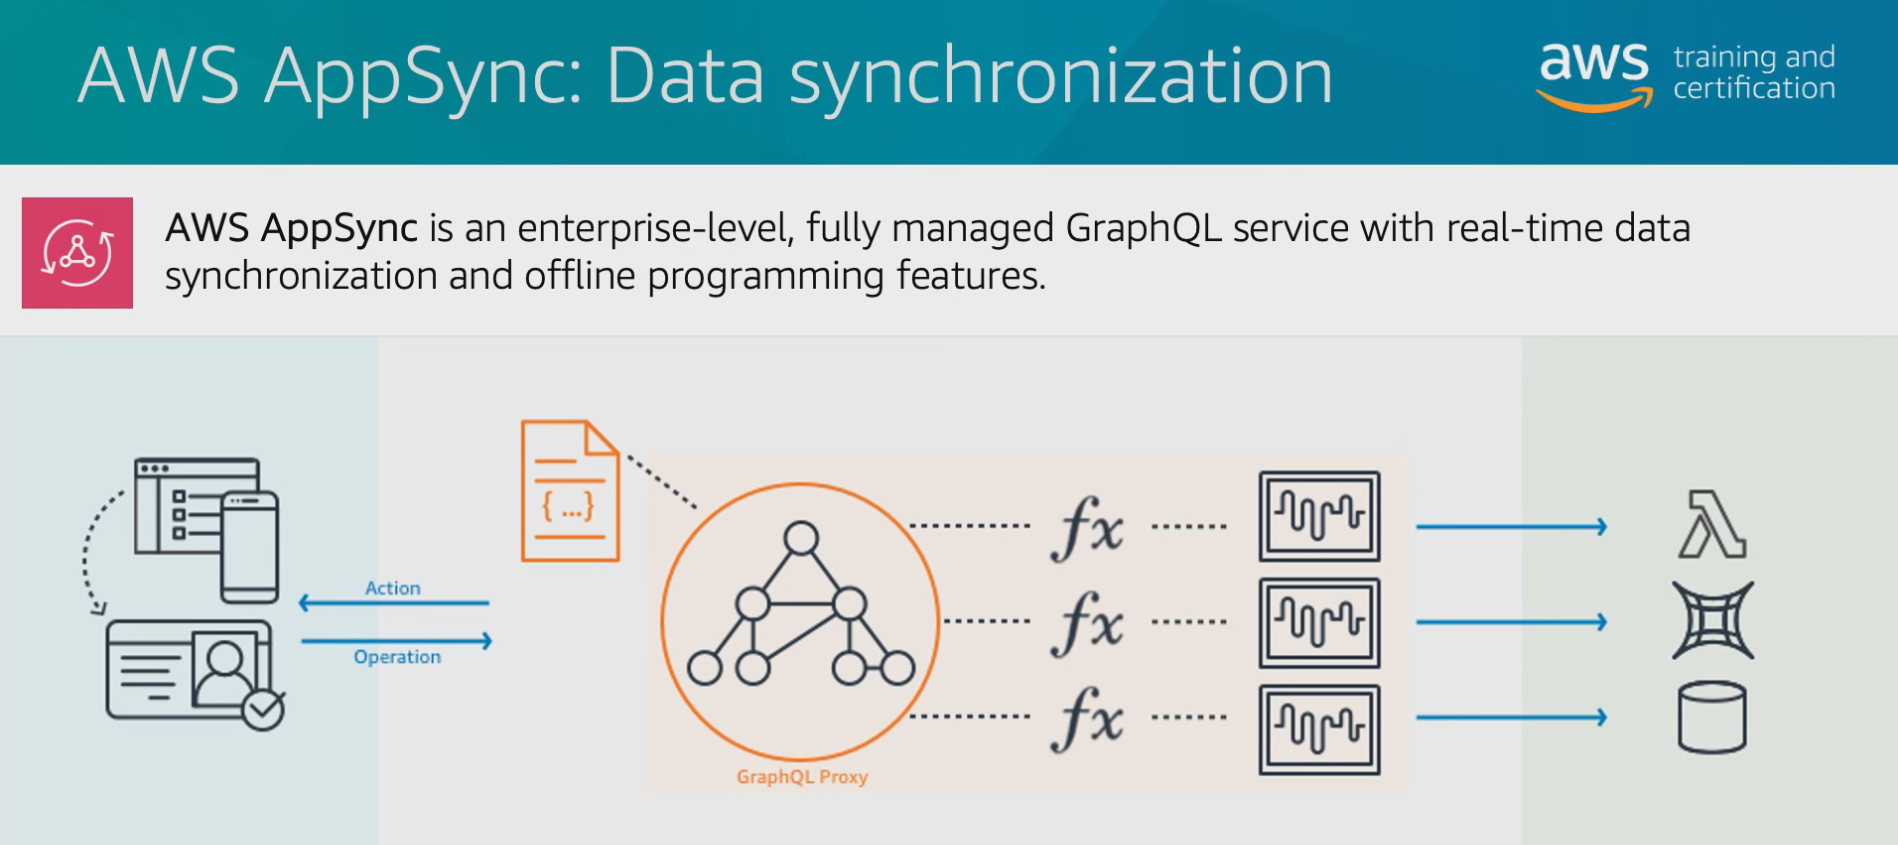 AWS AppSync: Data synchronization
aws training and
certification
AWS AppSync is an enterprise-level, fully managed GraphQL service with real-time data
synchronization and offline programming features.
{ ... }
Action
Operation
fx
fx
fx
GraphQL Proxy